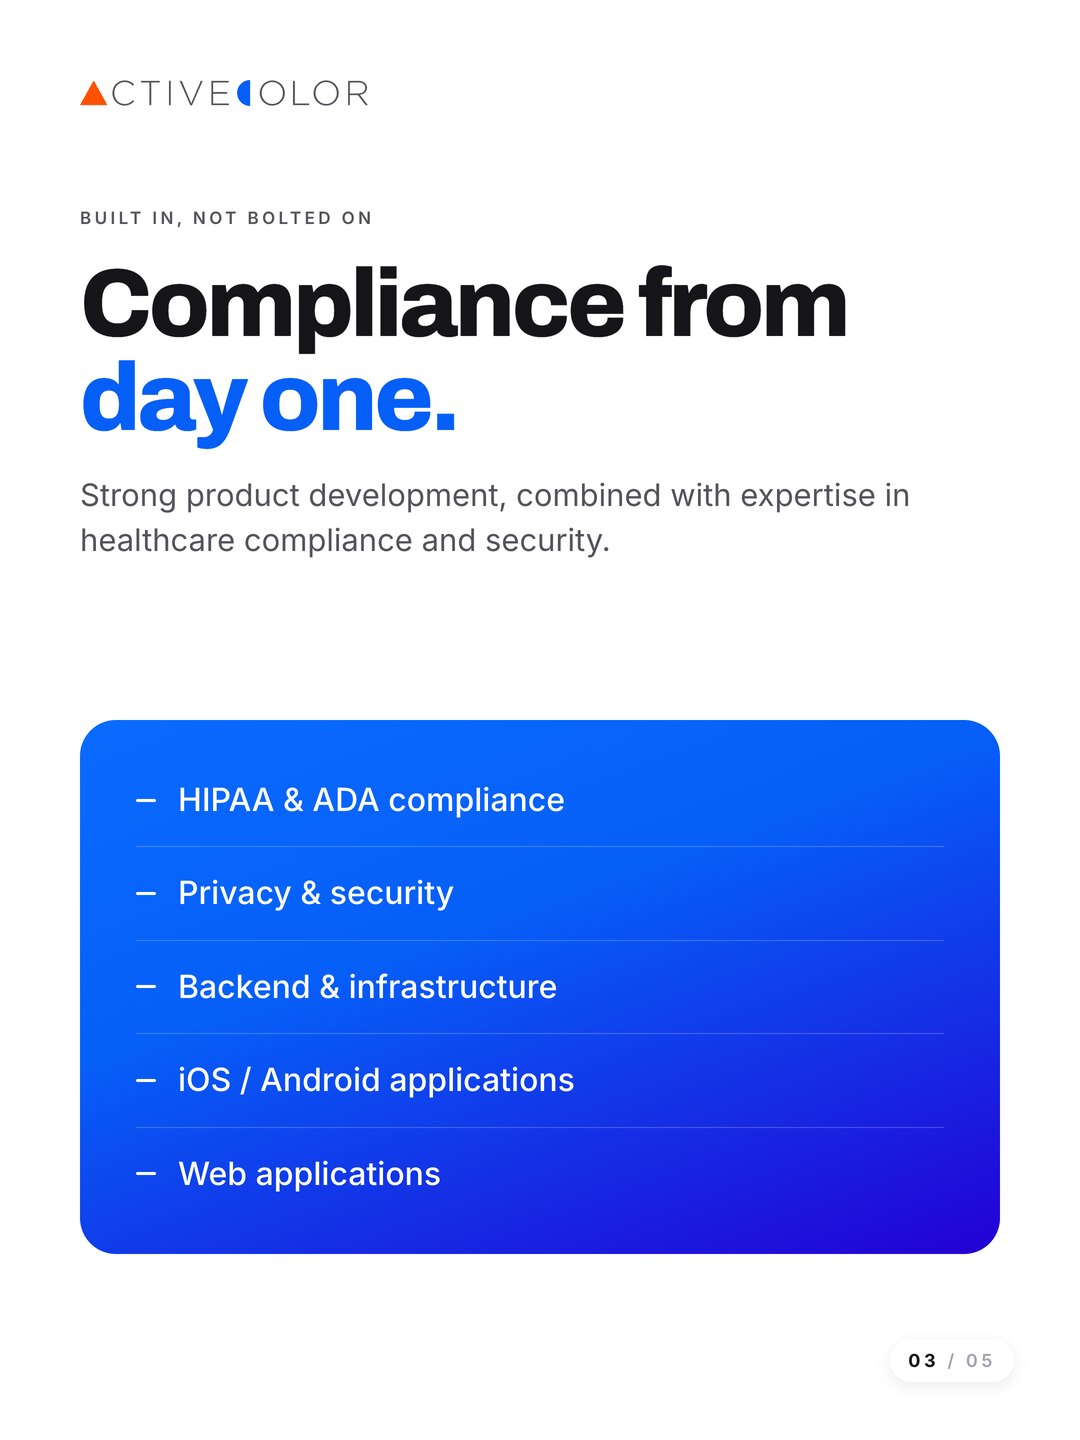 ACTIVECOLOR
BUILT IN, NOT BOLTED ON
Compliance from
day one.
Strong product development, combined with expertise in
healthcare compliance and security.
– HIPAA & ADA compliance
– Privacy & security
– Backend & infrastructure
– iOS / Android applications
– Web applications
03 / 05